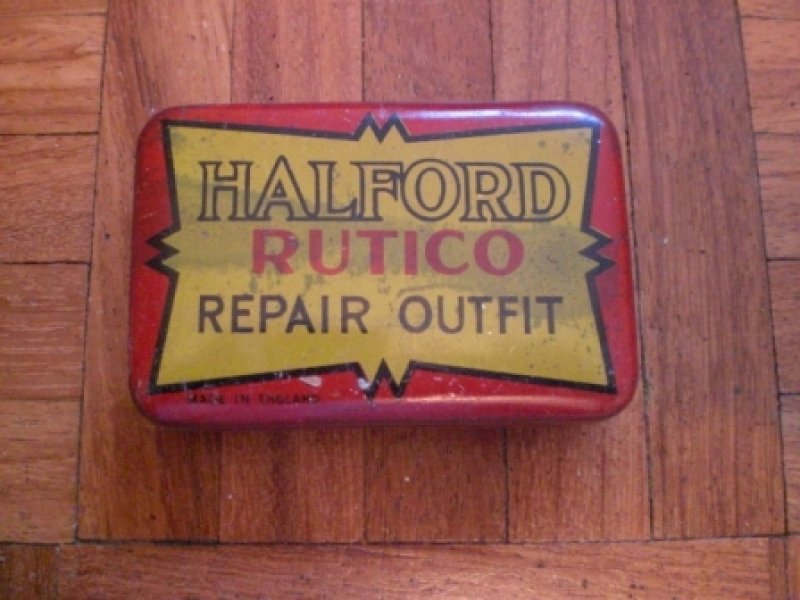 HALFORD
RUTICO
REPAIR OUTFIT
MADE IN ENGLAND